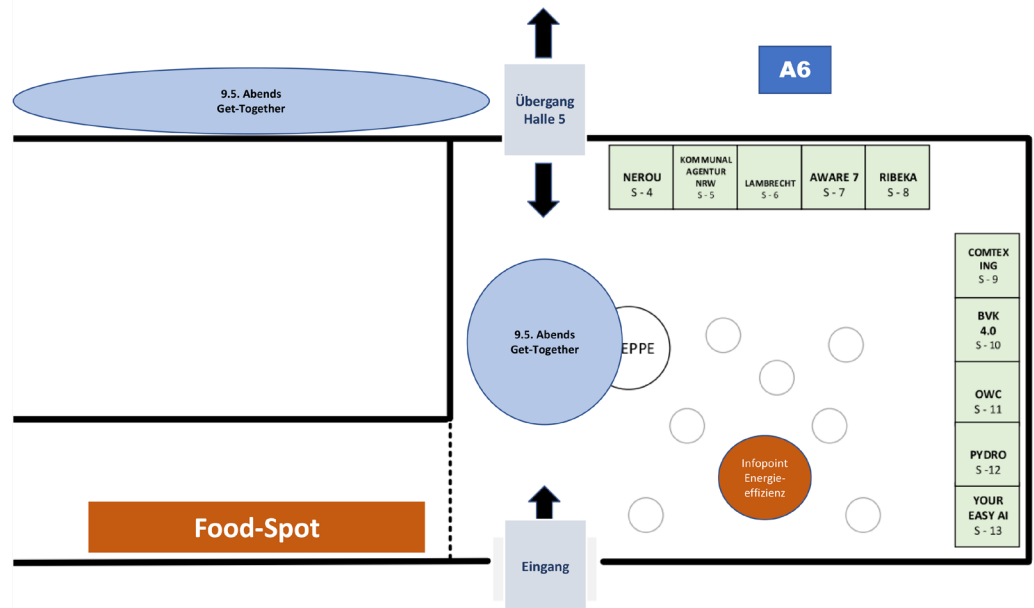 A6
9.5. Abends
Get-Together
Übergang
Halle 5
NEROU
S - 4
KOMMUNAL
AGENTUR
NRW
S - 5
LAMBRECHT
S - 6
AWARE 7
S - 7
RIBEKA
S - 8
COMTEX
ING
S - 9
BVK
4.0
S - 10
9.5. Abends
Get-Together
EPPE
OWC
S - 11
PYDRO
S -12
Infopoint
Energie-
effizienz
YOUR
EASY AI
S - 13
Food-Spot
Eingang